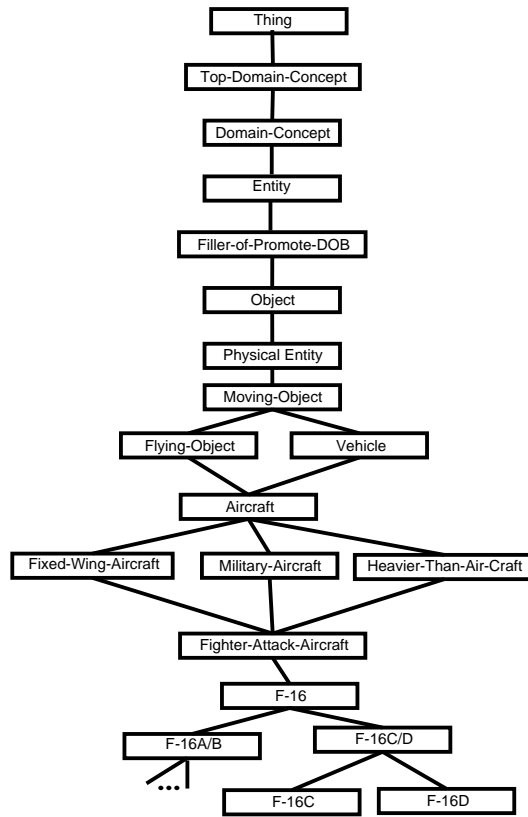 Thing
Top-Domain-Concept
Domain-Concept
Entity
Filler-of-Promote-DOB
Object
Physical Entity
Moving-Object
Flying-Object
Vehicle
Aircraft
Fixed-Wing-Aircraft
Military-Aircraft
Heavier-Than-Air-Craft
Fighter-Attack-Aircraft
F-16
F-16A/B
F-16C/D
...
F-16C
F-16D